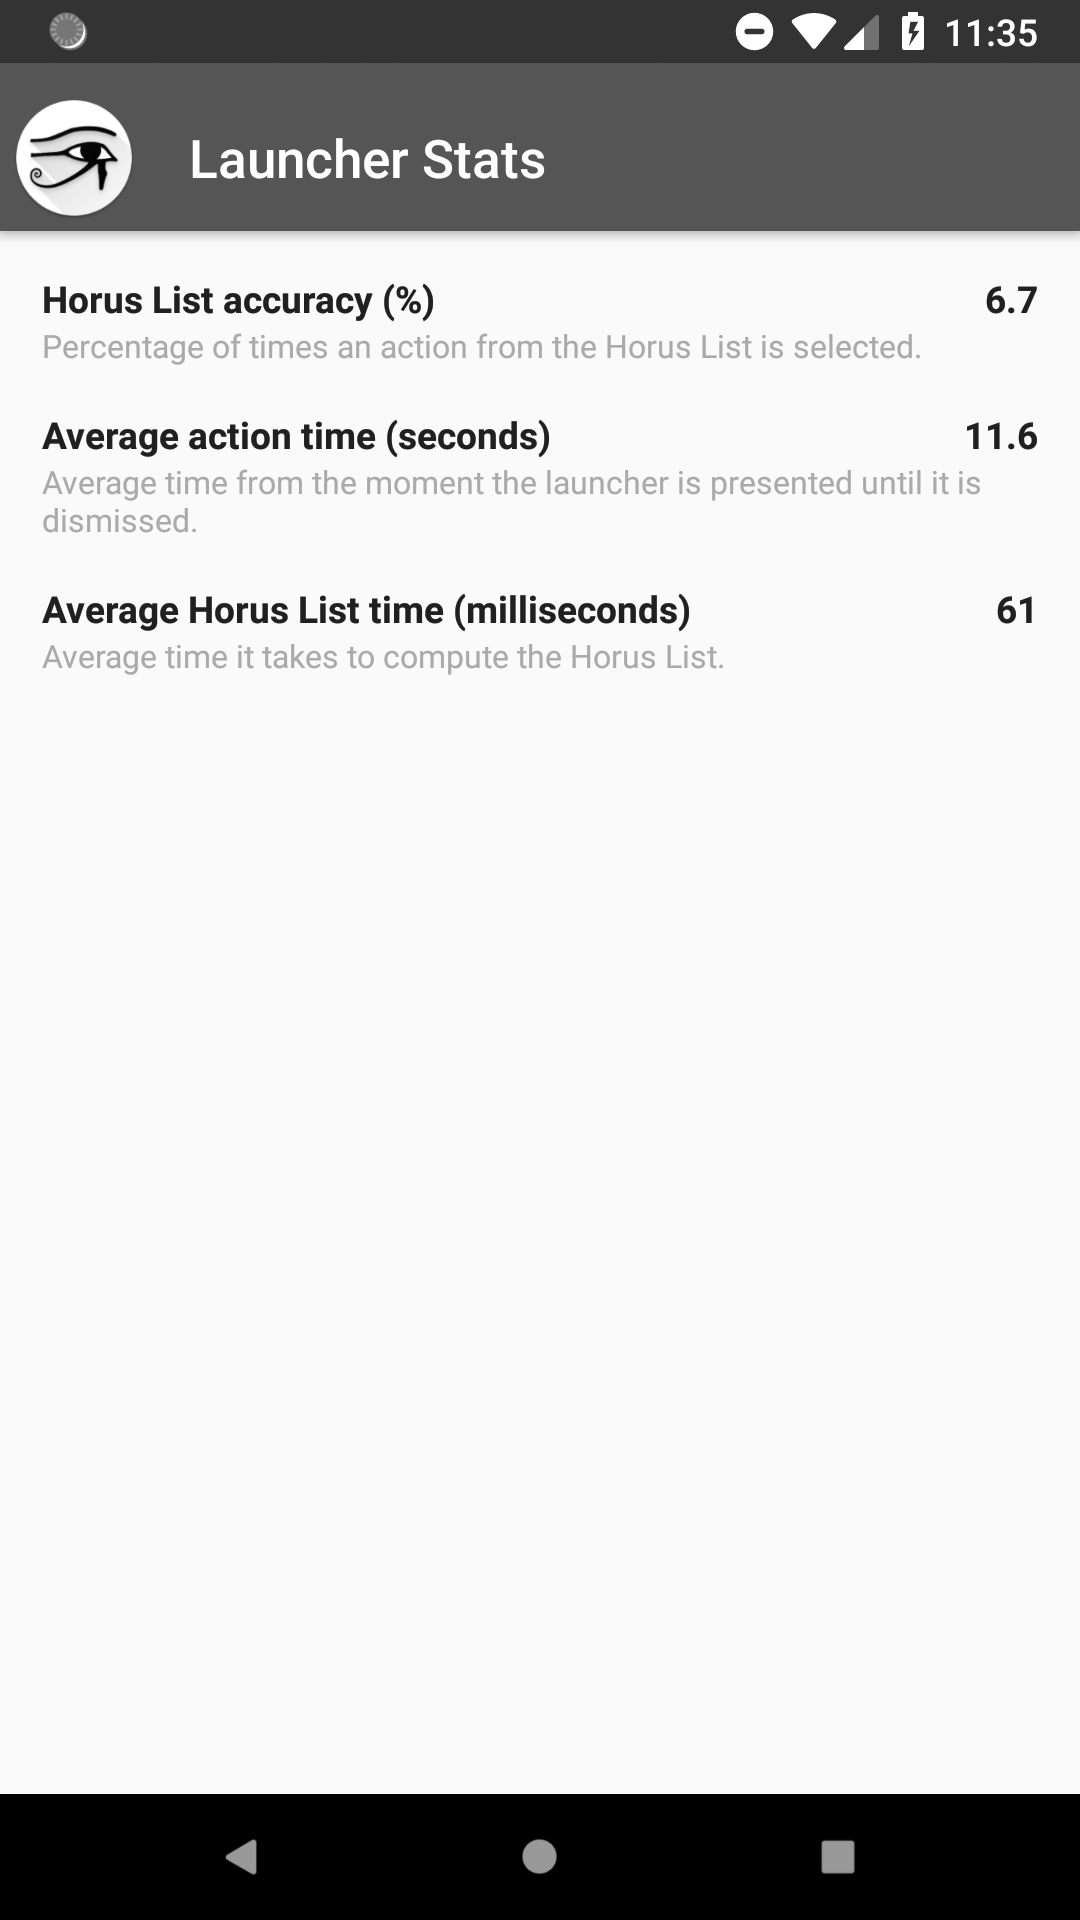 11:35
Launcher Stats
Horus List accuracy (%) 6.7
Percentage of times an action from the Horus List is selected.
Average action time (seconds) 11.6
Average time from the moment the launcher is presented until it is
dismissed.
Average Horus List time (milliseconds) 61
Average time it takes to compute the Horus List.